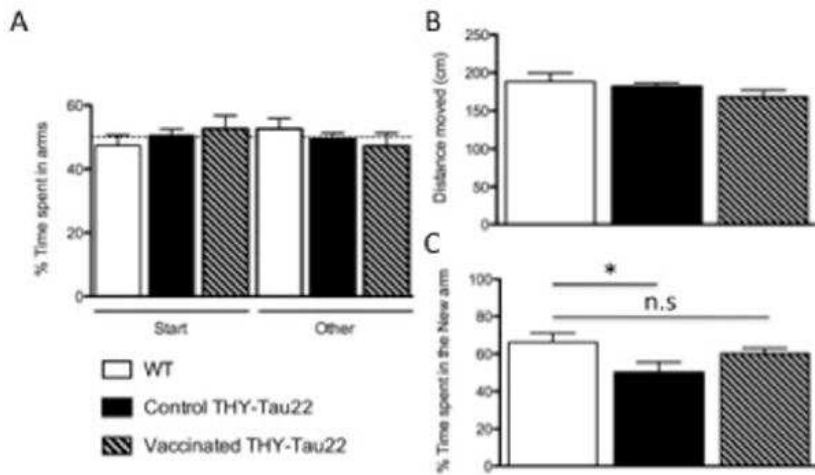 A
% Time spent in arms
60
40
20
0
Start
Other
WT
Control THY-Tau22
Vaccinated THY-Tau22
B
Distance moved (cm)
250
200
150
100
50
0
C
% Time spent in the New arm
100
80
60
40
20
0
*
n.s